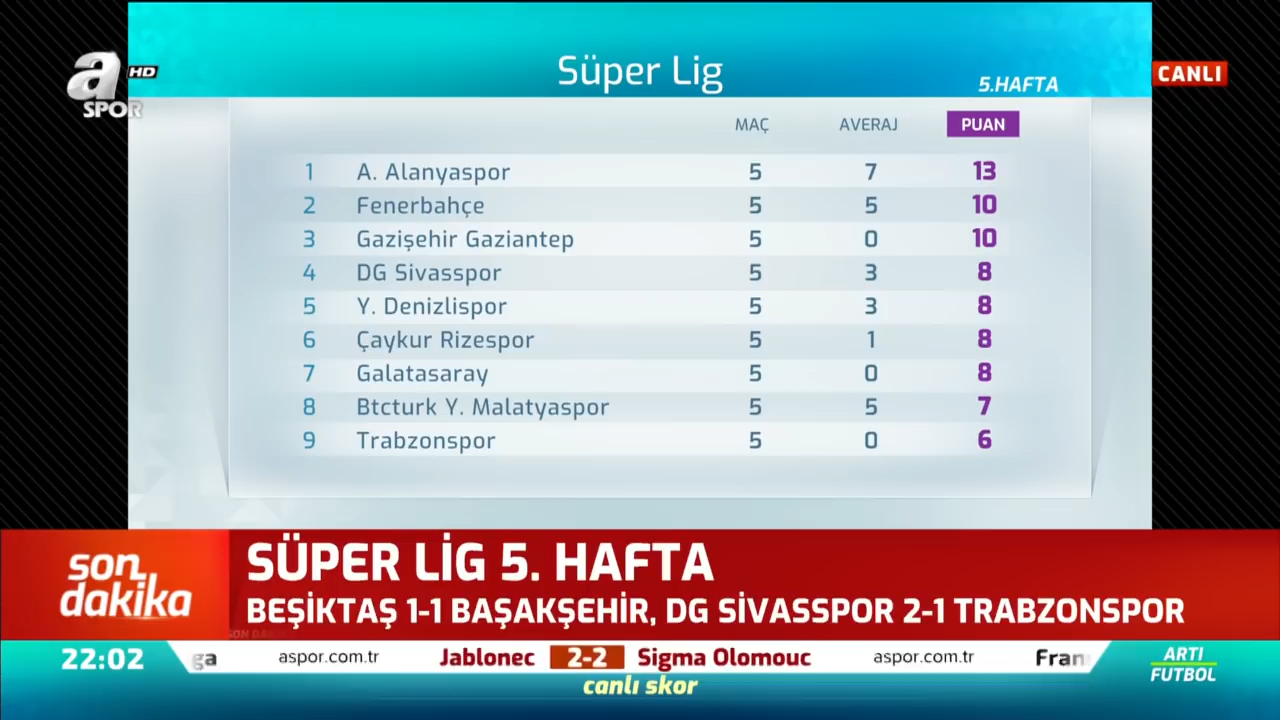 a HD
SPOR
Süper Lig
5.HAFTA
CANLI
MAÇ AVERAJ PUAN
1 A. Alanyaspor 5 7 13
2 Fenerbahçe 5 5 10
3 Gazişehir Gaziantep 5 0 10
4 DG Sivasspor 5 3 8
5 Y. Denizlispor 5 3 8
6 Çaykur Rizespor 5 1 8
7 Galatasaray 5 0 8
8 Btcturk Y. Malatyaspor 5 5 7
9 Trabzonspor 5 0 6
son dakika
SÜPER LİG 5. HAFTA
BEŞİKTAŞ 1-1 BAŞAKŞEHİR, DG SİVASSPOR 2-1 TRABZONSPOR
22:02 ga aspor.com.tr Jablonec 2-2 Sigma Olomouc aspor.com.tr Fran
canlı skor
ARTI
FUTBOL